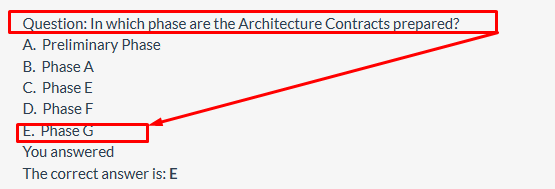 Question: In which phase are the Architecture Contracts prepared?
A. Preliminary Phase
B. Phase A
C. Phase E
D. Phase F
E. Phase G
You answered
The correct answer is: E